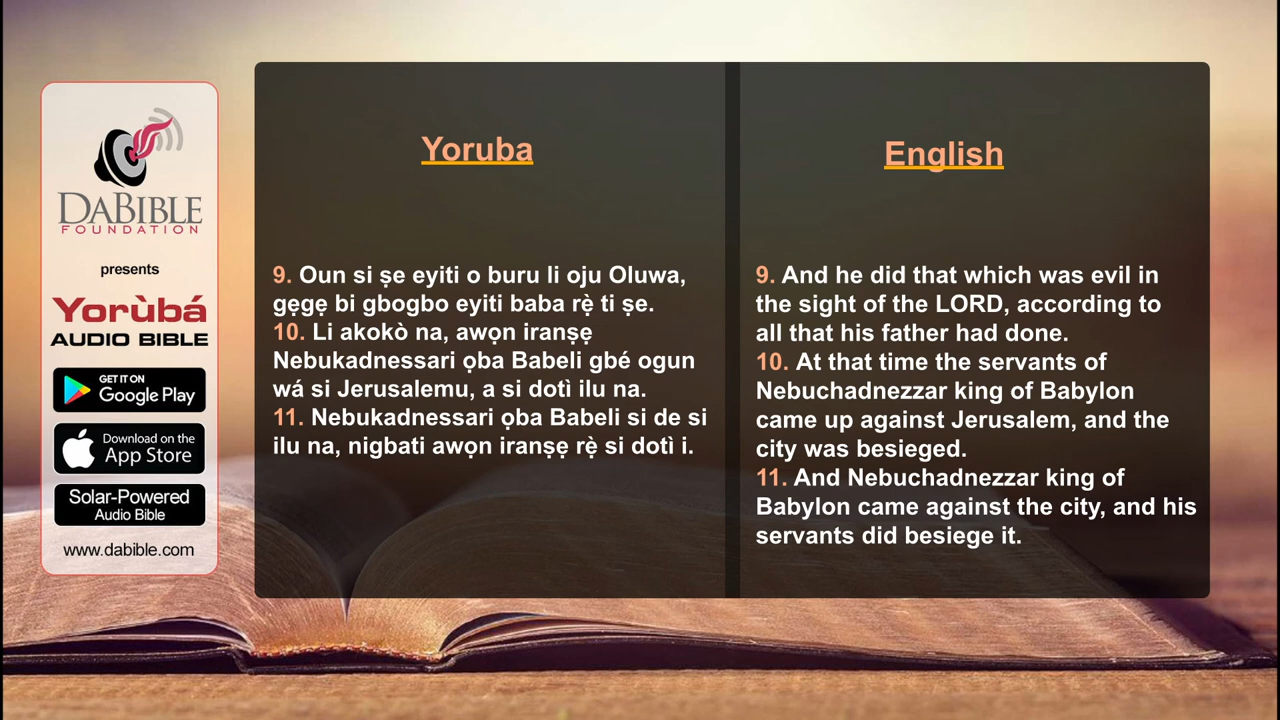 DABIBLE
FOUNDATION
presents
Yorùbá
AUDIO BIBLE
GET IT ON
Google Play
Download on the
App Store
Solar-Powered
Audio Bible
www.dabible.com
Yoruba
9. Oun si ṣe eyiti o buru li oju Oluwa,
gẹgẹ bi gbogbo eyiti baba rẹ̀ ti ṣe.
10. Li akokò na, awọn iranṣẹ
Nebukadnessari ọba Babeli gbé ogun
wá si Jerusalemu, a si dotì ilu na.
11. Nebukadnessari ọba Babeli si de si
ilu na, nigbati awọn iranṣẹ rẹ̀ si dotì i.
English
9. And he did that which was evil in
the sight of the LORD, according to
all that his father had done.
10. At that time the servants of
Nebuchadnezzar king of Babylon
came up against Jerusalem, and the
city was besieged.
11. And Nebuchadnezzar king of
Babylon came against the city, and his
servants did besiege it.